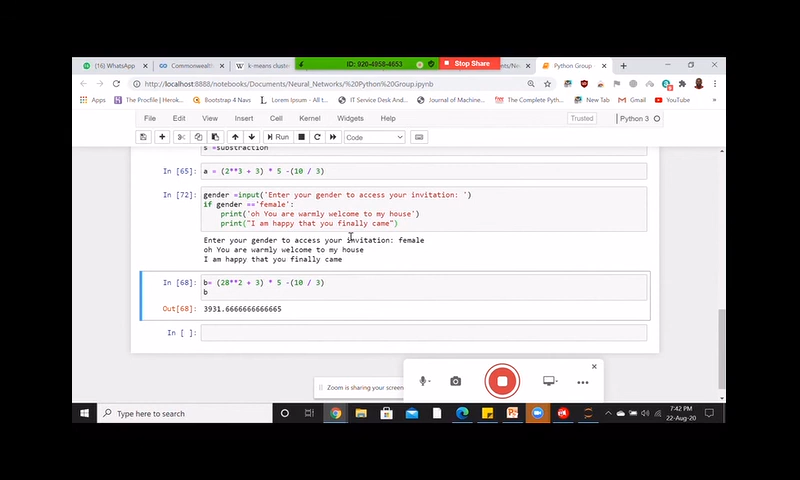 ID: 920-4958-4653
Stop Share
(16) WhatsApp
Commonweal
k-means cluster
Python Group
http://localhost:8888/notebooks/Documents/Neural_Networks/%20Python%20Group.ipynb
Apps
The Procfile | Herok...
Bootstrap 4 Navs
Lorem Ipsum - All t...
IT Service Desk And...
Journal of Machine...
The Complete Pyth...
New Tab
Gmail
YouTube
File Edit View Insert Cell Kernel Widgets Help
Trusted
Python 3
Run
Code
s =substraction
In [65]
a = (2**3 + 3) * 5 -(10 / 3)
In [72]
gender =input('Enter your gender to access your invitation: ')
if gender =='female':
print('oh You are warmly welcome to my house')
print("I am happy that you finally came")
Enter your gender to access your invitation: female
oh You are warmly welcome to my house
I am happy that you finally came
In [68]
b= (28**2 + 3) * 5 -(10 / 3)
b
Out[68]:
3931.6666666666665
In [ ]:
Zoom is sharing your screen
Type here to search
7:42 PM
22-Aug-20